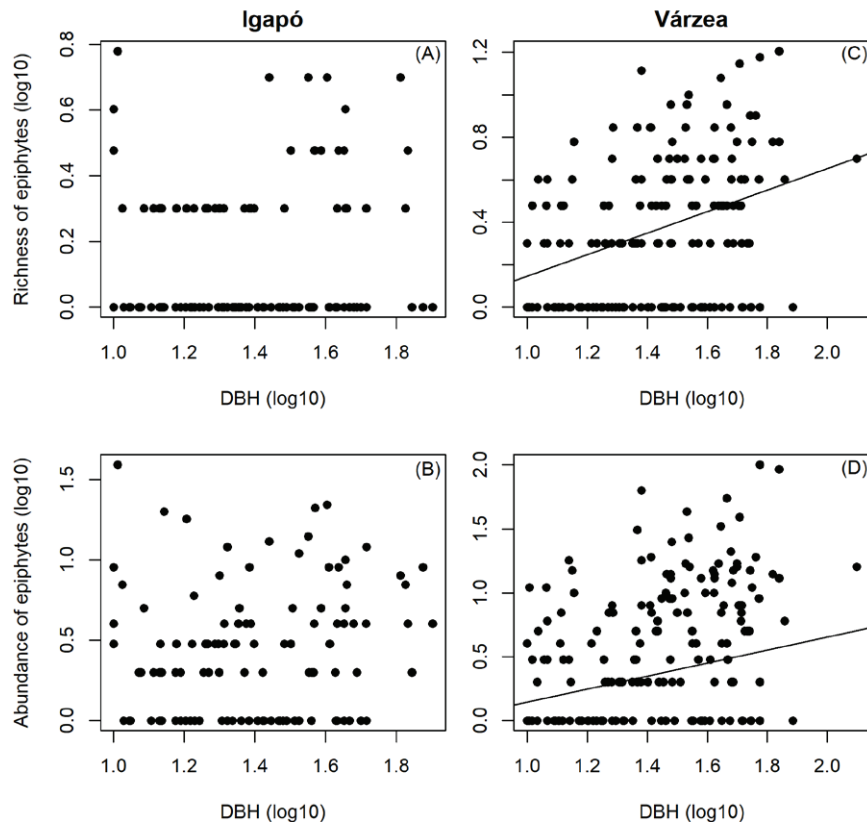 Igapó
Várzea
(A)
Richness of epiphytes (log10)
0.0 0.2 0.4 0.6 0.8
1.0 1.2 1.4 1.6 1.8
DBH (log10)
(C)
0.0 0.4 0.8 1.2
1.0 1.2 1.4 1.6 1.8 2.0
DBH (log10)
(B)
Abundance of epiphytes (log10)
0.0 0.5 1.0 1.5
1.0 1.2 1.4 1.6 1.8
DBH (log10)
(D)
0.0 0.5 1.0 1.5 2.0
1.0 1.2 1.4 1.6 1.8 2.0
DBH (log10)